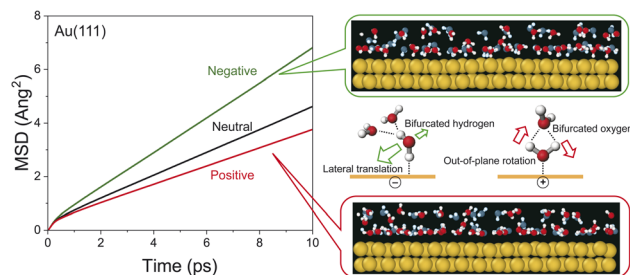 Au(111)
8
6
4
2
0
MSD (Ang²)
Negative
Neutral
Positive
0
2
4
6
8
10
Time (ps)
Bifurcated hydrogen
Lateral translation
−
Bifurcated oxygen
Out-of-plane rotation
+